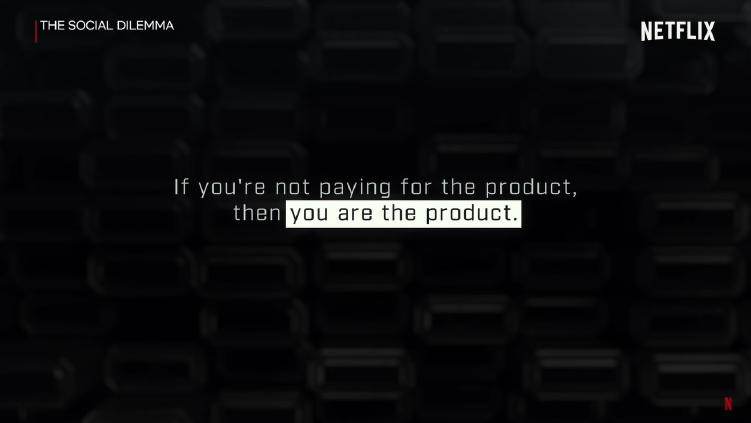 THE SOCIAL DILEMMA
NETFLIX
If you're not paying for the product,
then you are the product.
N